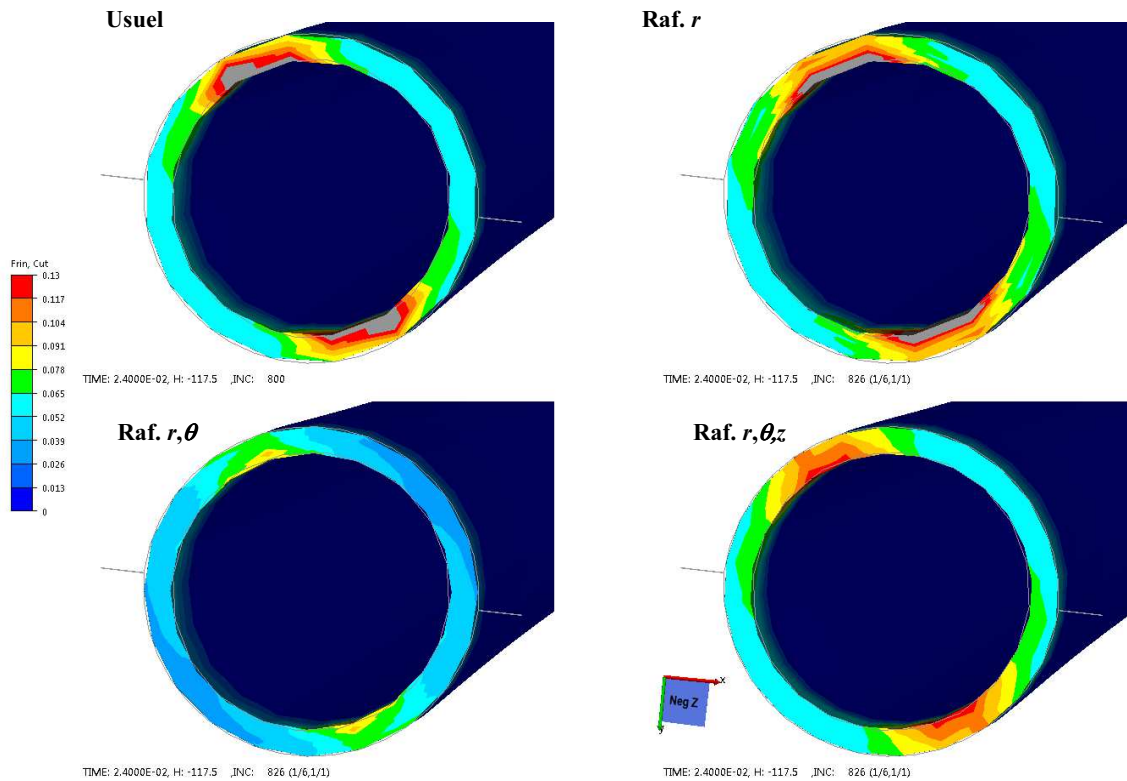 Usuel
Raf. r
Frin, Cut
0.13
0.117
0.104
0.091
0.078
0.065
0.052
0.039
0.026
0.013
0
TIME: 2.4000E-02, H: -117.5 ,INC: 800
TIME: 2.4000E-02, H: -117.5 ,INC: 826 (1/6,1/1)
Raf. r,θ
Raf. r,θ,z
x
Neg Z
y
TIME: 2.4000E-02, H: -117.5 ,INC: 826 (1/6,1/1)
TIME: 2.4000E-02, H: -117.5 ,INC: 826 (1/6,1/1)